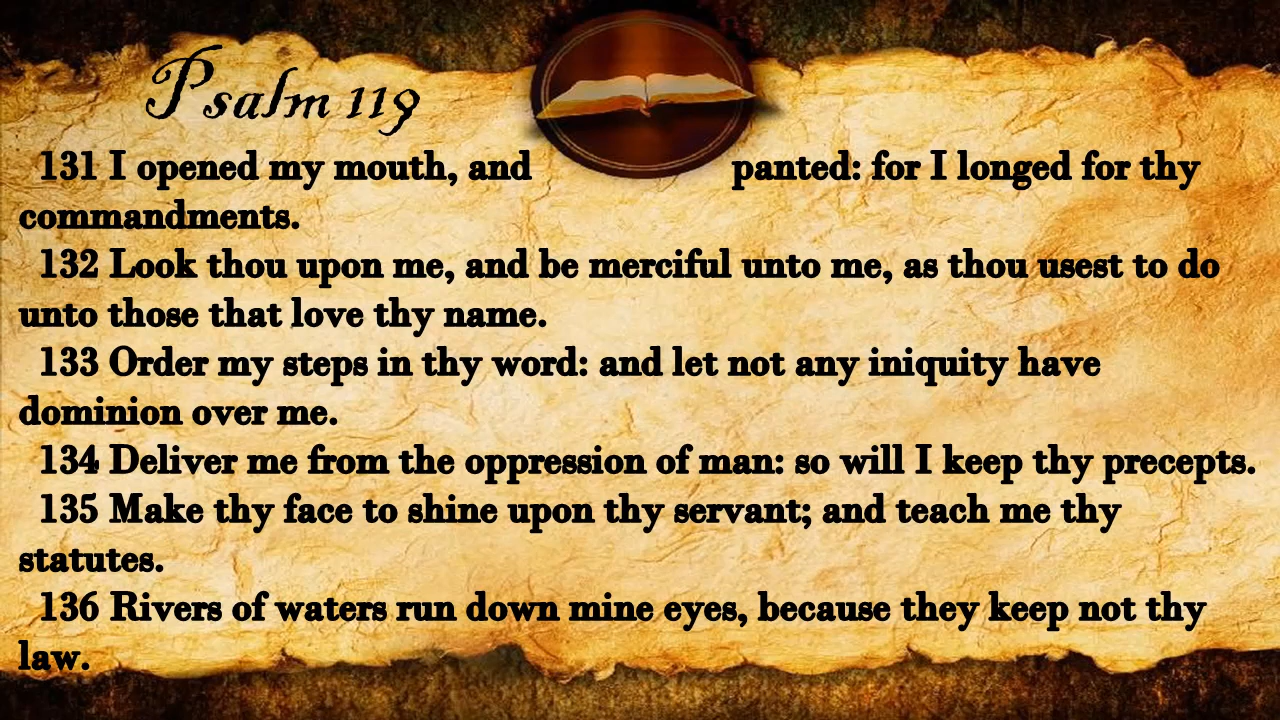 Psalm 119
131 I opened my mouth, and panted: for I longed for thy
commandments.
132 Look thou upon me, and be merciful unto me, as thou usest to do
unto those that love thy name.
133 Order my steps in thy word: and let not any iniquity have
dominion over me.
134 Deliver me from the oppression of man: so will I keep thy precepts.
135 Make thy face to shine upon thy servant; and teach me thy
statutes.
136 Rivers of waters run down mine eyes, because they keep not thy
law.